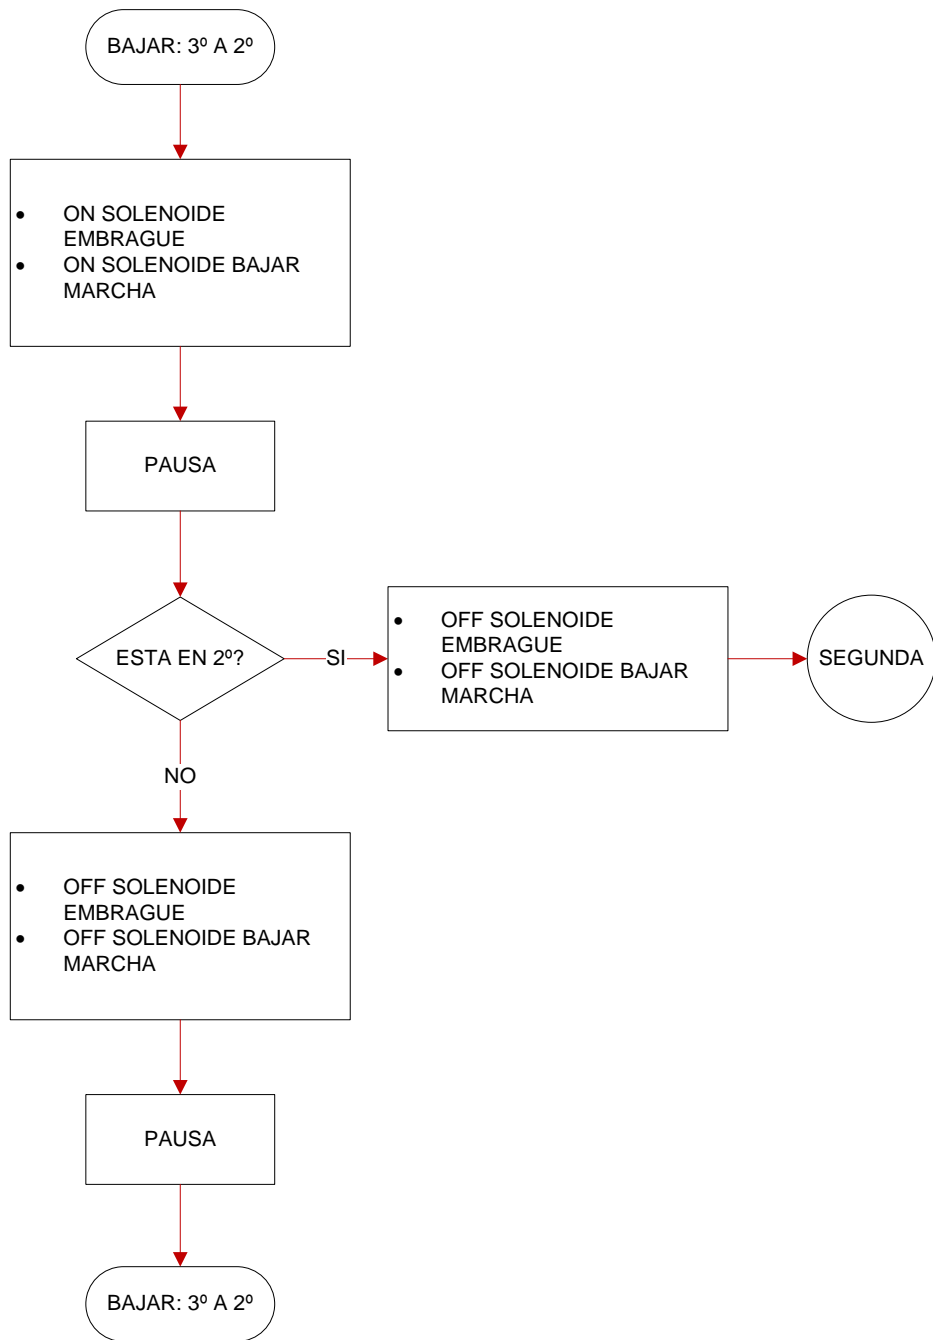 BAJAR: 3º A 2º
• ON SOLENOIDE
EMBRAGUE
• ON SOLENOIDE BAJAR
MARCHA
PAUSA
ESTA EN 2º?
SI
• OFF SOLENOIDE
EMBRAGUE
• OFF SOLENOIDE BAJAR
MARCHA
SEGUNDA
NO
• OFF SOLENOIDE
EMBRAGUE
• OFF SOLENOIDE BAJAR
MARCHA
PAUSA
BAJAR: 3º A 2º